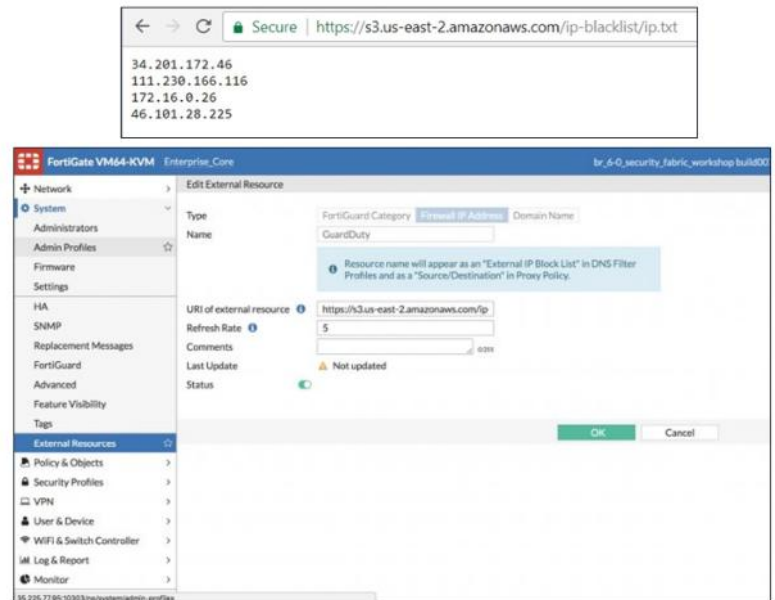 Secure | https://s3.us-east-2.amazonaws.com/ip-blacklist/ip.txt
34.201.172.46
111.230.166.116
172.16.0.26
46.101.28.225
FortiGate VM64-KVM Enterprise_Core br_6-0_security_fabric_workshop build00
Network
System
Administrators
Admin Profiles
Firmware
Settings
HA
SNMP
Replacement Messages
FortiGuard
Advanced
Feature Visibility
Tags
External Resources
Policy & Objects
Security Profiles
VPN
User & Device
WiFi & Switch Controller
Log & Report
Monitor
Edit External Resource
Type FortiGuard Category Firewall IP Address Domain Name
Name GuardDuty
Resource name will appear as an "External IP Block List" in DNS Filter
Profiles and as a "Source/Destination" in Proxy Policy.
URI of external resource https://s3.us-east-2.amazonaws.com/ip
Refresh Rate 5
Comments 0/255
Last Update Not updated
Status
OK Cancel